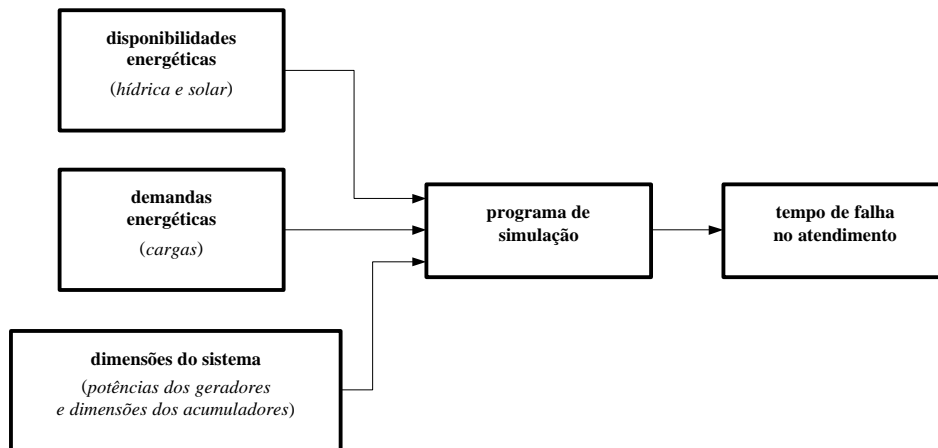 disponibilidades
energéticas
(hídrica e solar)
demandas
energéticas
(cargas)
dimensões do sistema
(potências dos geradores
e dimensões dos acumuladores)
programa de
simulação
tempo de falha
no atendimento